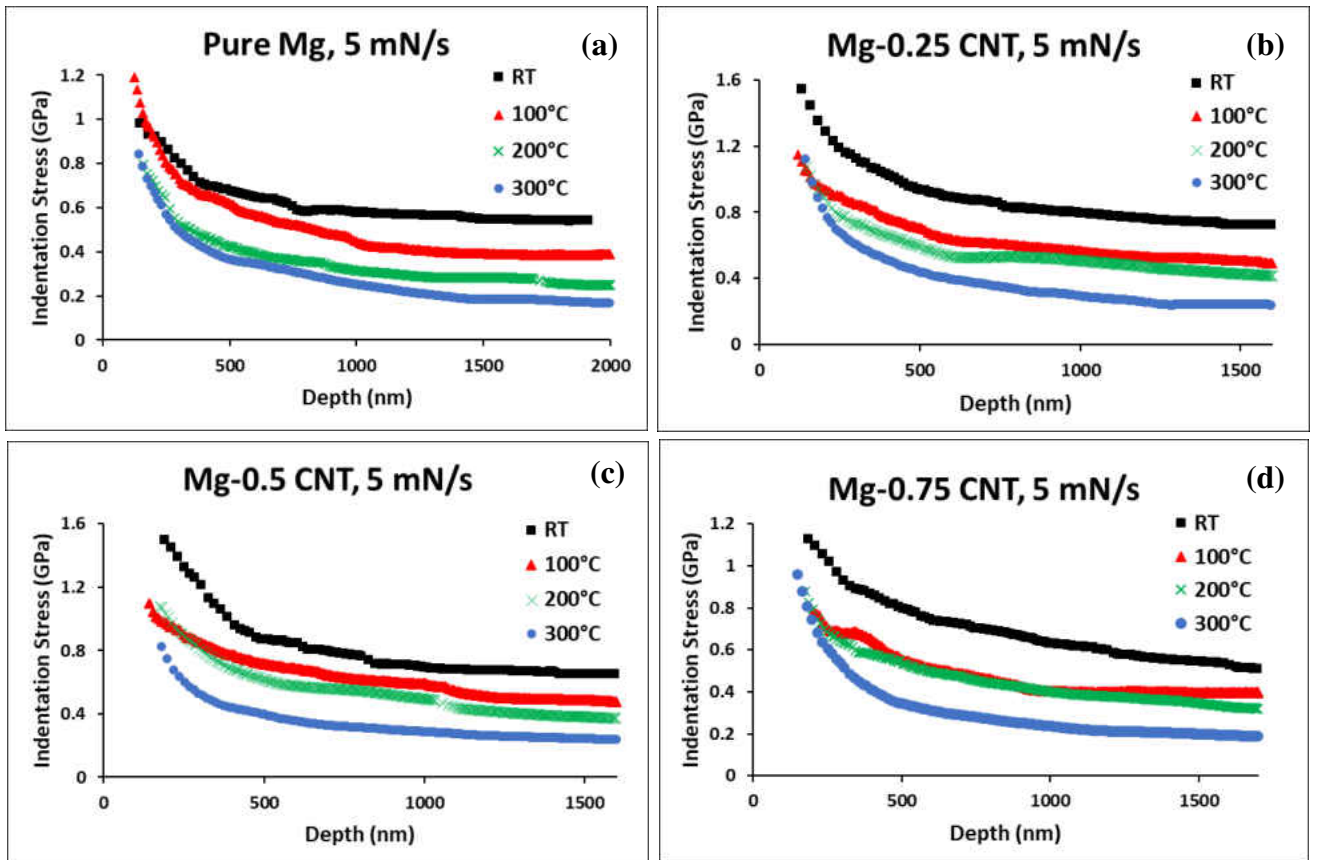 Pure Mg, 5 mN/s
(a)
Indentation Stress (GPa)
1.2
1
0.8
0.6
0.4
0.2
0
RT
100°C
200°C
300°C
0
500
1000
1500
2000
Depth (nm)
Mg-0.25 CNT, 5 mN/s
(b)
Indentation Stress (GPa)
1.6
1.2
0.8
0.4
0
RT
100°C
200°C
300°C
0
500
1000
1500
Depth (nm)
Mg-0.5 CNT, 5 mN/s
(c)
Indentation Stress (GPa)
1.6
1.2
0.8
0.4
0
RT
100°C
200°C
300°C
0
500
1000
1500
Depth (nm)
Mg-0.75 CNT, 5 mN/s
(d)
Indentation Stress (GPa)
1.2
1
0.8
0.6
0.4
0.2
0
RT
100°C
200°C
300°C
0
500
1000
1500
Depth (nm)